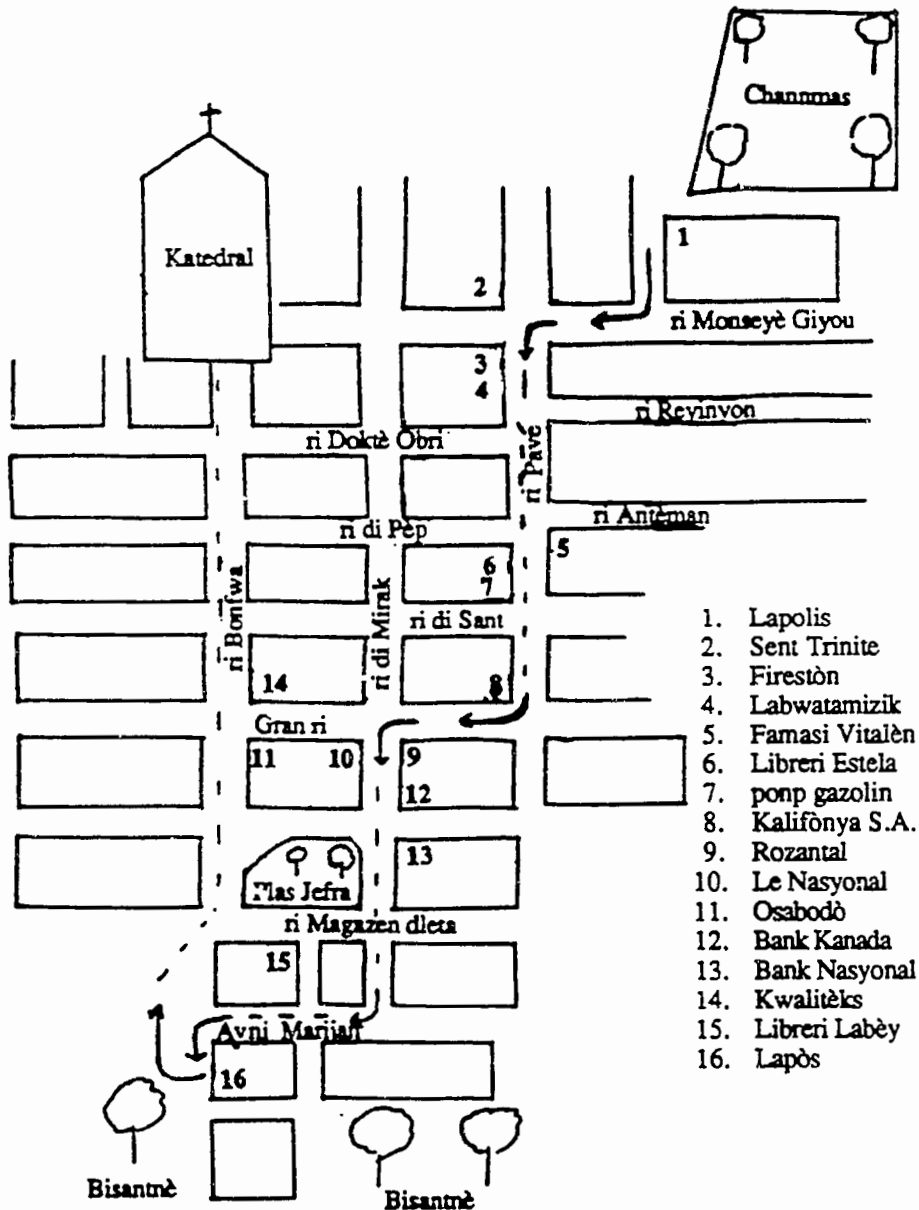 Channmas
Katedral
1
2
ri Monseyè Giyou
3
4
ri Reyinvon
ri Doktè Obri
ri Pave
ri Antèman
ri di Pèp
5
6
7
ri Bonfwa
ri di Mirak
ri di Sant
14
8
Gran ri
11
10
9
12
Plas Jefra
13
ri Magazen dleta
15
Avni Marijan
16
Bisantnè
Bisantnè
1. Lapolis
2. Sent Trinite
3. Firestòn
4. Labwatamizik
5. Famasi Vitalèn
6. Libreri Estela
7. ponp gazolin
8. Kalifònya S.A.
9. Rozantal
10. Le Nasyonal
11. Osabodò
12. Bank Kanada
13. Bank Nasyonal
14. Kwalitèks
15. Libreri Labèy
16. Lapòs